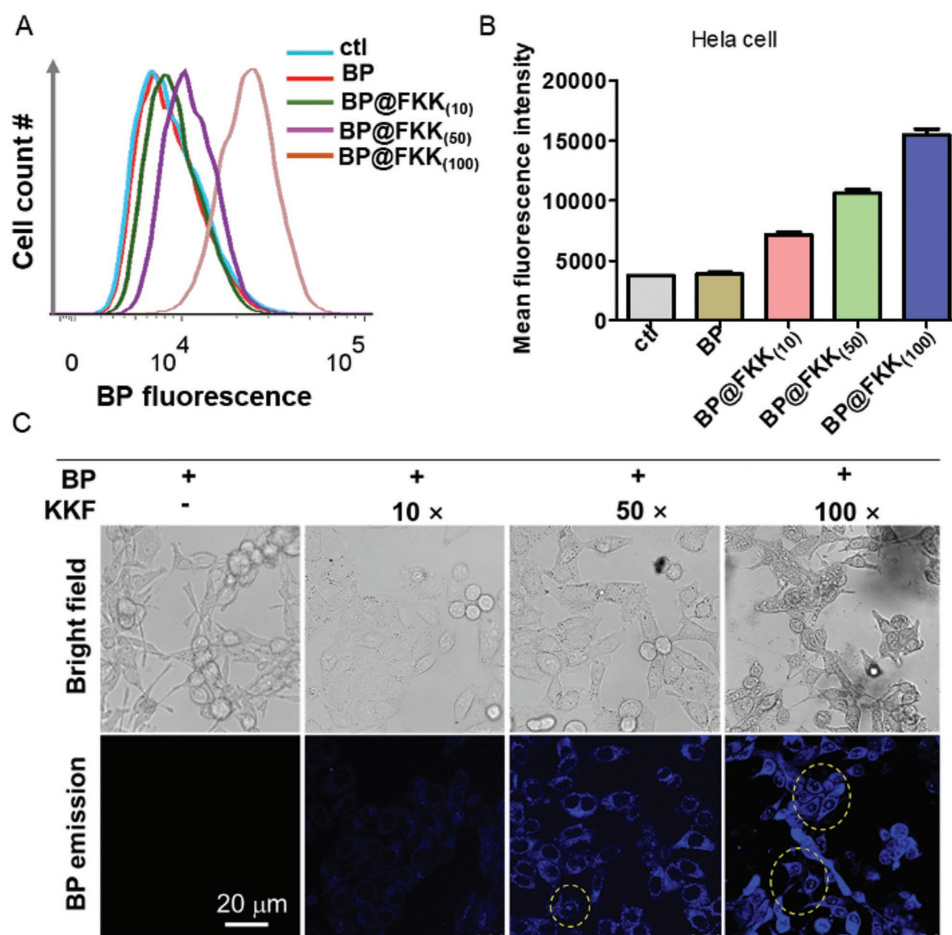 A
Cell count #
ctl
BP
BP@FKK(10)
BP@FKK(50)
BP@FKK(100)
0 10^4 10^5
BP fluorescence
B
Hela cell
Mean fluorescence intensity
20000
15000
10000
5000
0
ctl
BP
BP@FKK(10)
BP@FKK(50)
BP@FKK(100)
C
BP + + + +
KKF - 10 × 50 × 100 ×
Bright field
BP emission
20 μm